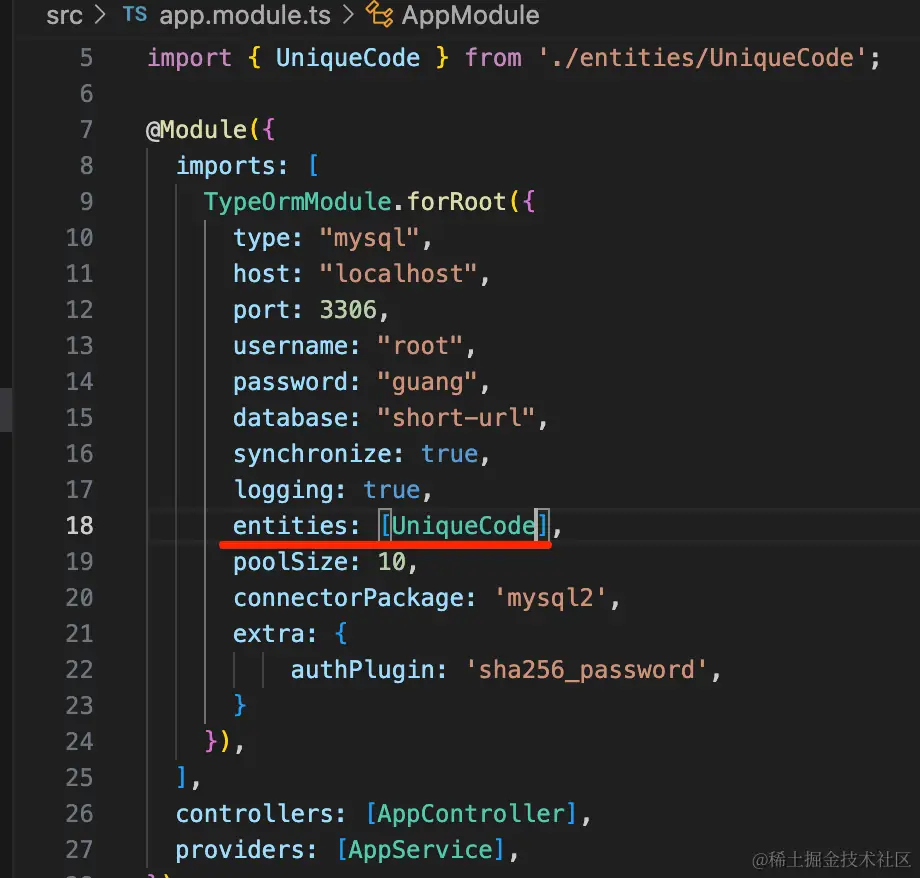 src > TS app.module.ts > AppModule
5 import { UniqueCode } from './entities/UniqueCode';
6
7 @Module({
8   imports: [
9     TypeOrmModule.forRoot({
10       type: "mysql",
11       host: "localhost",
12       port: 3306,
13       username: "root",
14       password: "guang",
15       database: "short-url",
16       synchronize: true,
17       logging: true,
18       entities: [UniqueCode],
19       poolSize: 10,
20       connectorPackage: 'mysql2',
21       extra: {
22           authPlugin: 'sha256_password',
23       }
24     }),
25   ],
26   controllers: [AppController],
27   providers: [AppService],
@稀土掘金技术社区